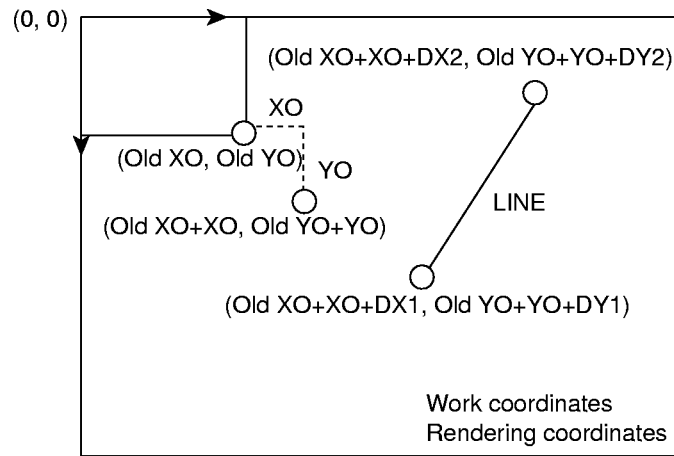 (0, 0)
(Old XO+XO+DX2, Old YO+YO+DY2)
XO
(Old XO, Old YO)
YO
LINE
(Old XO+XO, Old YO+YO)
(Old XO+XO+DX1, Old YO+YO+DY1)
Work coordinates
Rendering coordinates